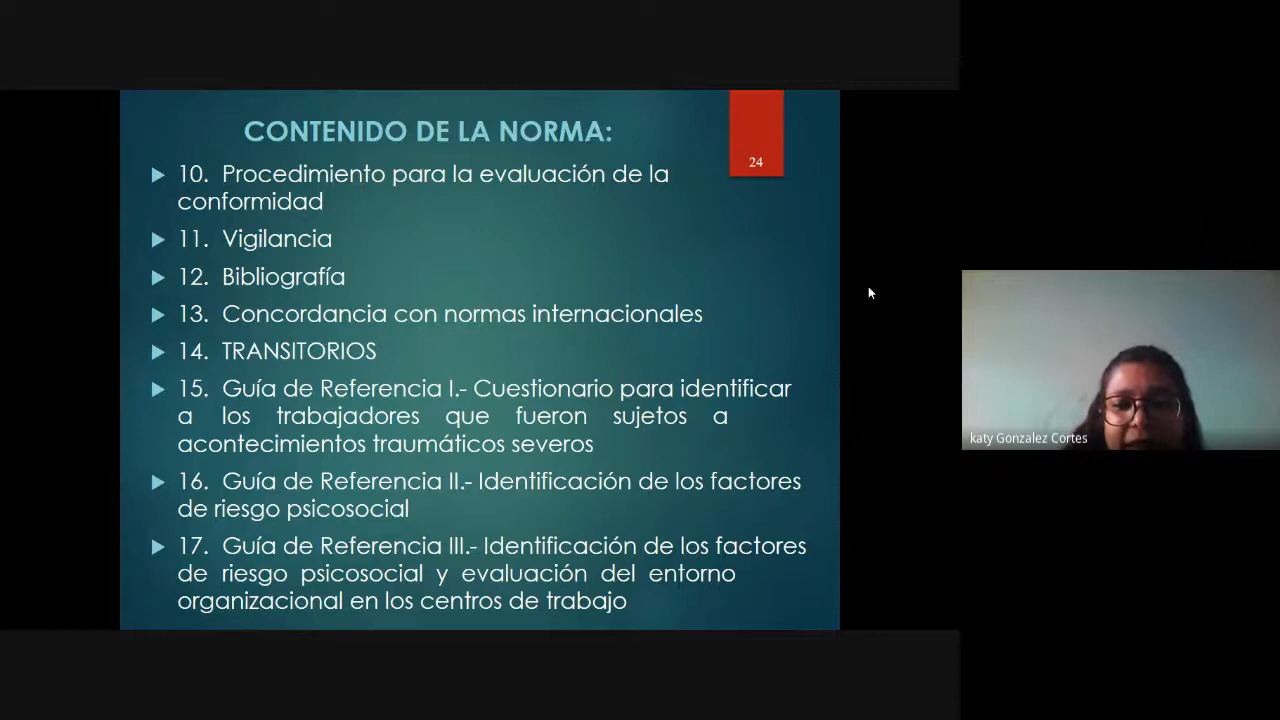 CONTENIDO DE LA NORMA:
24
10. Procedimiento para la evaluación de la
conformidad
11. Vigilancia
12. Bibliografía
13. Concordancia con normas internacionales
14. TRANSITORIOS
15. Guía de Referencia I.- Cuestionario para identificar
a los trabajadores que fueron sujetos a
acontecimientos traumáticos severos
16. Guía de Referencia II.- Identificación de los factores
de riesgo psicosocial
17. Guía de Referencia III.- Identificación de los factores
de riesgo psicosocial y evaluación del entorno
organizacional en los centros de trabajo
katy Gonzalez Cortes